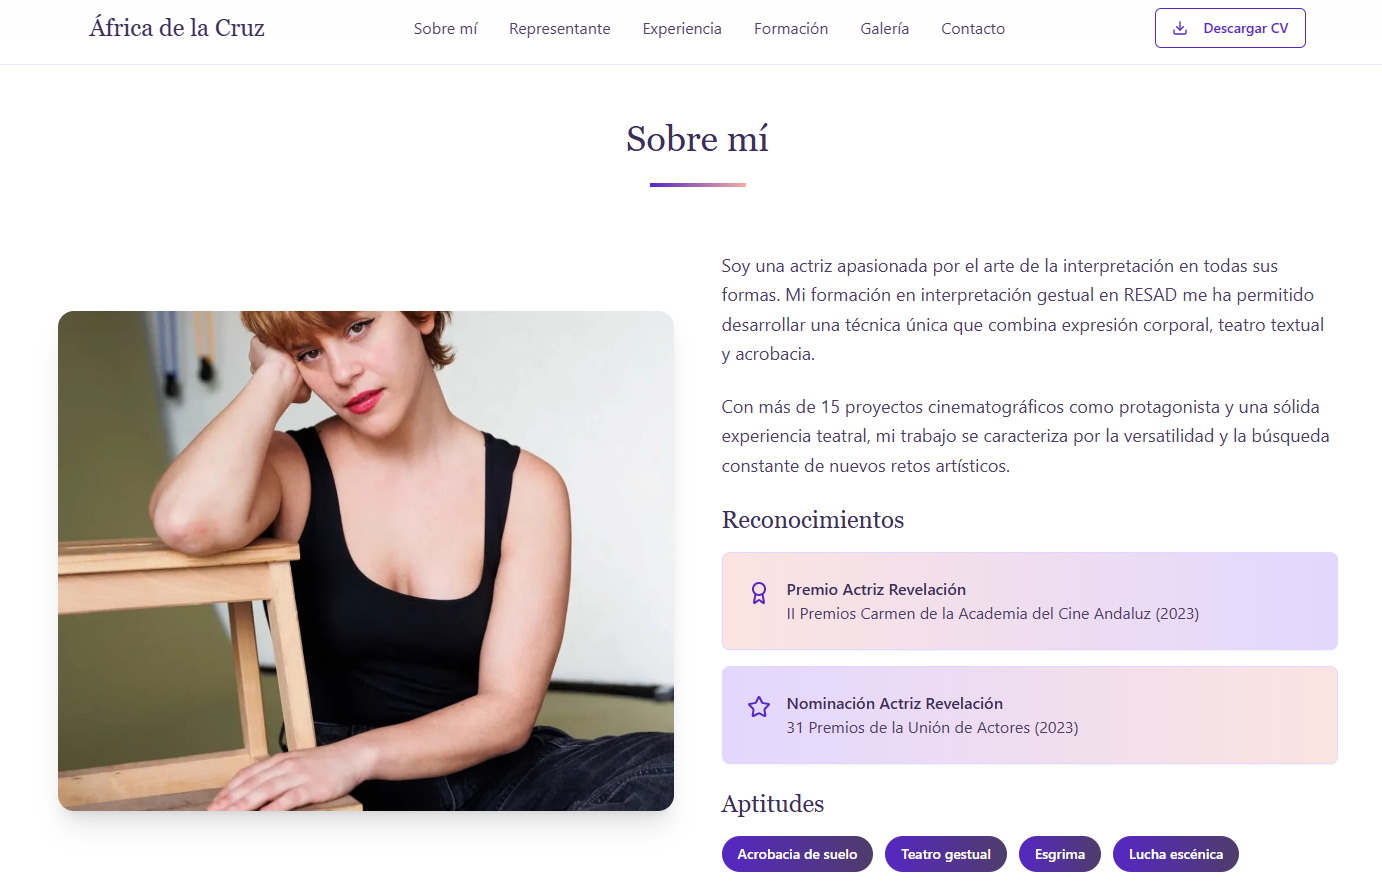 África de la Cruz
Sobre mí
Representante
Experiencia
Formación
Galería
Contacto
Descargar CV
Sobre mí
Soy una actriz apasionada por el arte de la interpretación en todas sus
formas. Mi formación en interpretación gestual en RESAD me ha permitido
desarrollar una técnica única que combina expresión corporal, teatro textual
y acrobacia.
Con más de 15 proyectos cinematográficos como protagonista y una sólida
experiencia teatral, mi trabajo se caracteriza por la versatilidad y la búsqueda
constante de nuevos retos artísticos.
Reconocimientos
Premio Actriz Revelación
II Premios Carmen de la Academia del Cine Andaluz (2023)
Nominación Actriz Revelación
31 Premios de la Unión de Actores (2023)
Aptitudes
Acrobacia de suelo
Teatro gestual
Esgrima
Lucha escénica